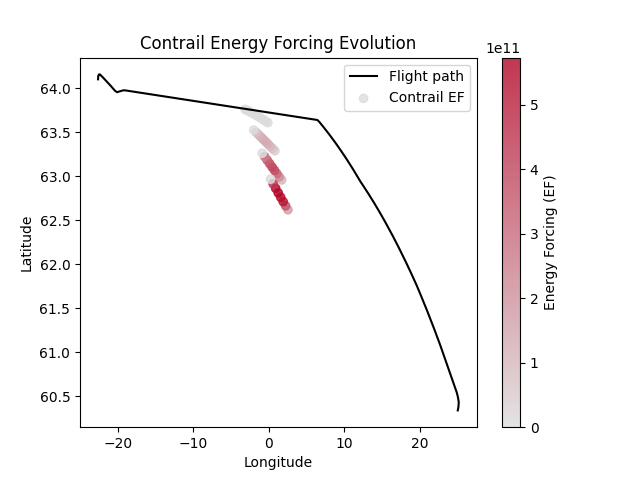 Contrail Energy Forcing Evolution
1e11
Flight path
Contrail EF
64.0
63.5
63.0
62.5
62.0
61.5
61.0
60.5
Latitude
−20
−10
0
10
20
Longitude
5
4
3
2
1
0
Energy Forcing (EF)